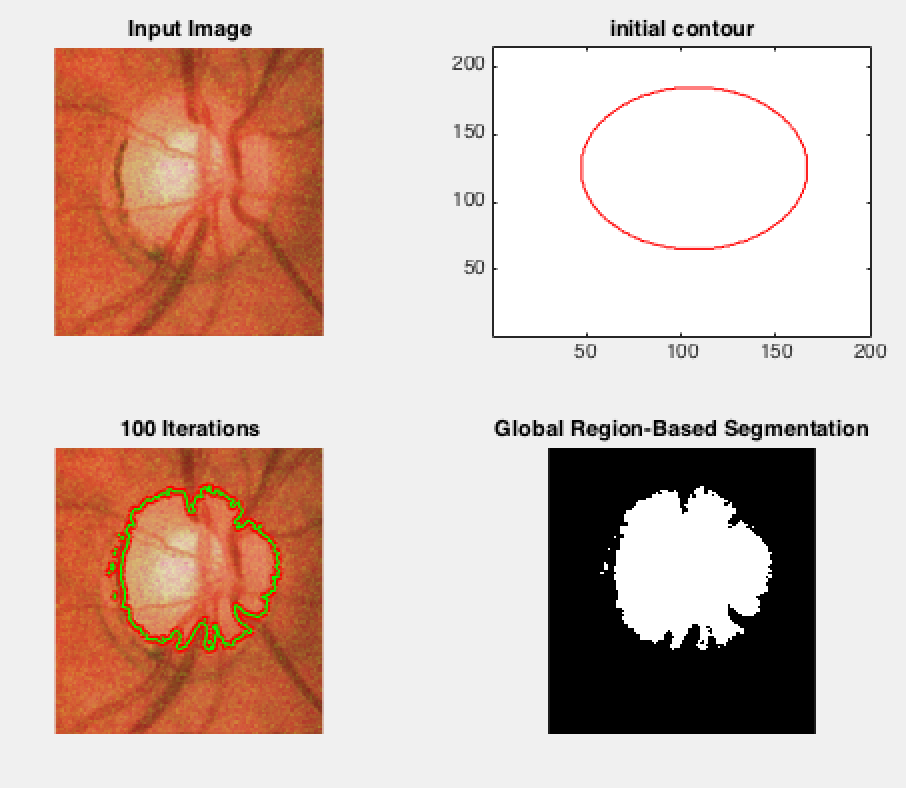 Input Image
initial contour
200
150
100
50
50 100 150 200
100 Iterations
Global Region-Based Segmentation